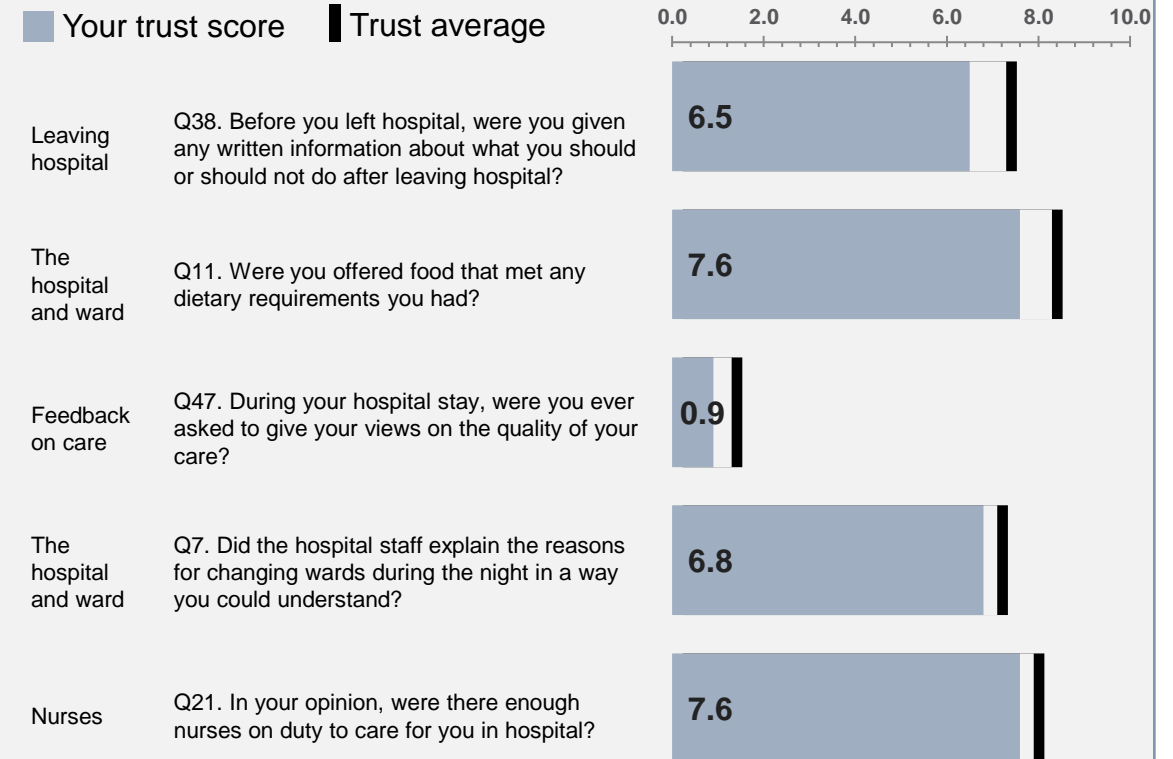 Your trust score
Trust average
0.0 2.0 4.0 6.0 8.0 10.0
Leaving
hospital
Q38. Before you left hospital, were you given
any written information about what you should
or should not do after leaving hospital?
6.5
The
hospital
and ward
Q11. Were you offered food that met any
dietary requirements you had?
7.6
Feedback
on care
Q47. During your hospital stay, were you ever
asked to give your views on the quality of your
care?
0.9
The
hospital
and ward
Q7. Did the hospital staff explain the reasons
for changing wards during the night in a way
you could understand?
6.8
Nurses
Q21. In your opinion, were there enough
nurses on duty to care for you in hospital?
7.6